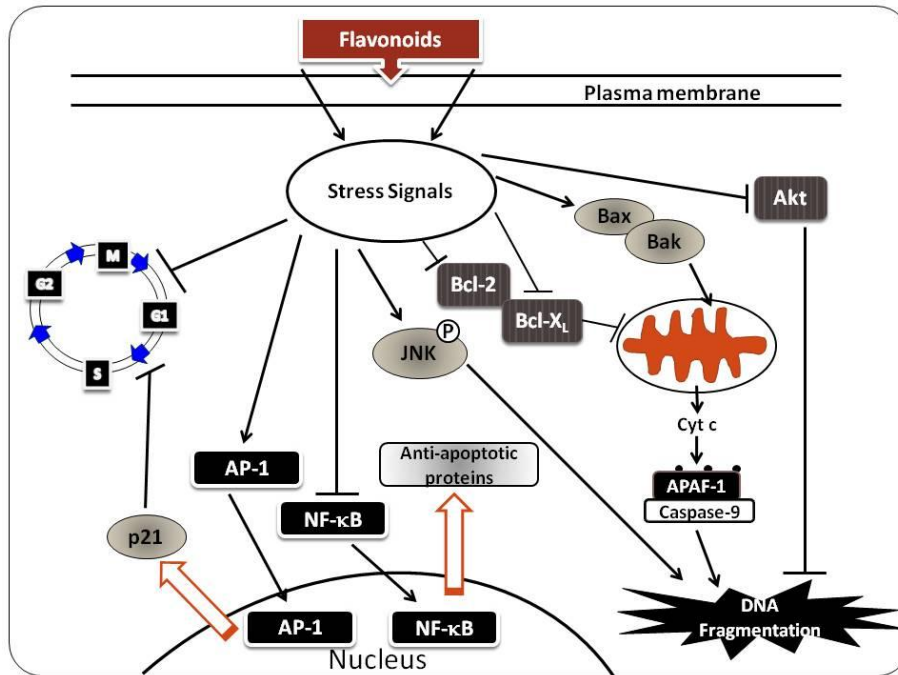 Flavonoids
Plasma membrane
Stress Signals
Akt
Bax
Bak
M
G2
G1
S
Bcl-2
Bcl-X_L
P
JNK
Cyt c
AP-1
Anti-apoptotic
proteins
APAF-1
Caspase-9
NF-κB
p21
AP-1
NF-κB
DNA
Fragmentation
Nucleus